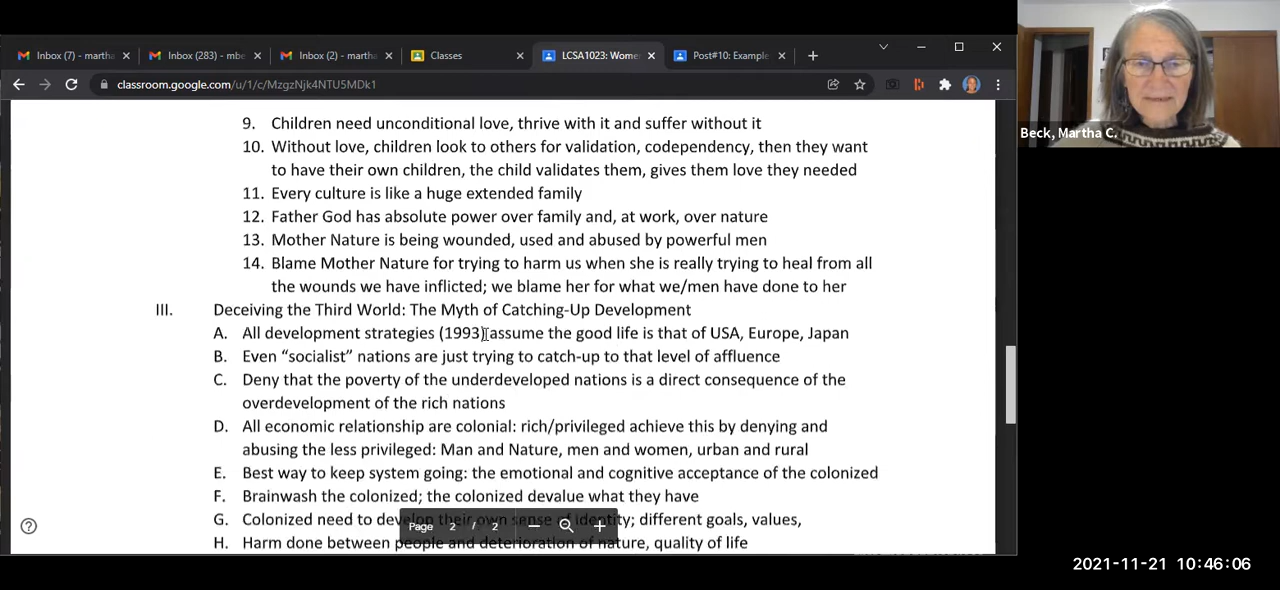 Inbox (7) - martha
Inbox (283) - mbe
Inbox (2) - martha
Classes
LCSA1023: Wome
Post#10: Example
classroom.google.com/u/1/c/MzgzNjk4NTU5MDk1
Beck, Martha C.
9. Children need unconditional love, thrive with it and suffer without it
10. Without love, children look to others for validation, codependency, then they want
to have their own children, the child validates them, gives them love they needed
11. Every culture is like a huge extended family
12. Father God has absolute power over family and, at work, over nature
13. Mother Nature is being wounded, used and abused by powerful men
14. Blame Mother Nature for trying to harm us when she is really trying to heal from all
the wounds we have inflicted; we blame her for what we/men have done to her
III. Deceiving the Third World: The Myth of Catching-Up Development
A. All development strategies (1993) assume the good life is that of USA, Europe, Japan
B. Even “socialist” nations are just trying to catch-up to that level of affluence
C. Deny that the poverty of the underdeveloped nations is a direct consequence of the
overdevelopment of the rich nations
D. All economic relationship are colonial: rich/privileged achieve this by denying and
abusing the less privileged: Man and Nature, men and women, urban and rural
E. Best way to keep system going: the emotional and cognitive acceptance of the colonized
F. Brainwash the colonized; the colonized devalue what they have
G. Colonized need to develop their own sense of identity; different goals, values,
H. Harm done between people and deterioration of nature, quality of life
Page 2 / 2
2021-11-21 10:46:06